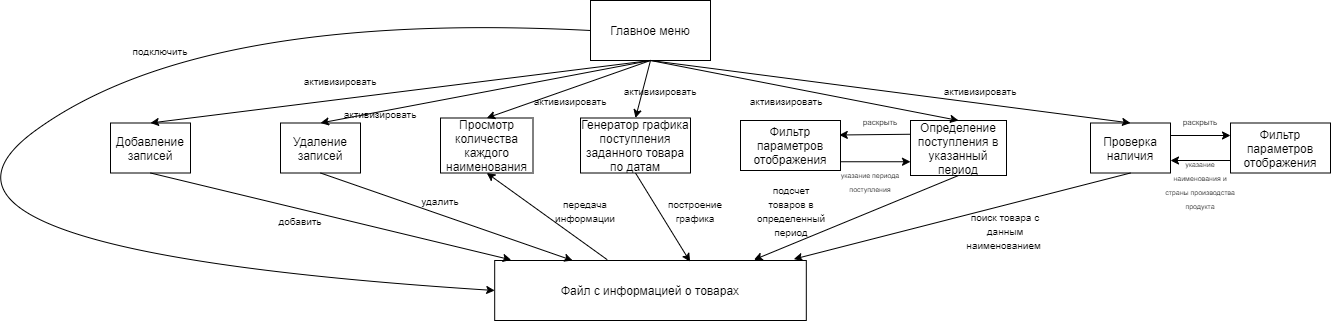 Главное меню
подключить
активизировать
активизировать
активизировать
активизировать
активизировать
активизировать
Добавление
записей
Удаление
записей
Просмотр
количества
каждого
наименования
Генератор графика
поступления
заданного товара
по датам
Фильтр
параметров
отображения
раскрыть
указание периода
поступления
Определение
поступления в
указанный
период
Проверка
наличия
раскрыть
указание
наименования и
страны производства
продукта
Фильтр
параметров
отображения
добавить
удалить
передача
информации
построение
графика
подсчет
товаров в
определенный
период
поиск товара с
данным
наименованием
Файл с информацией о товарах